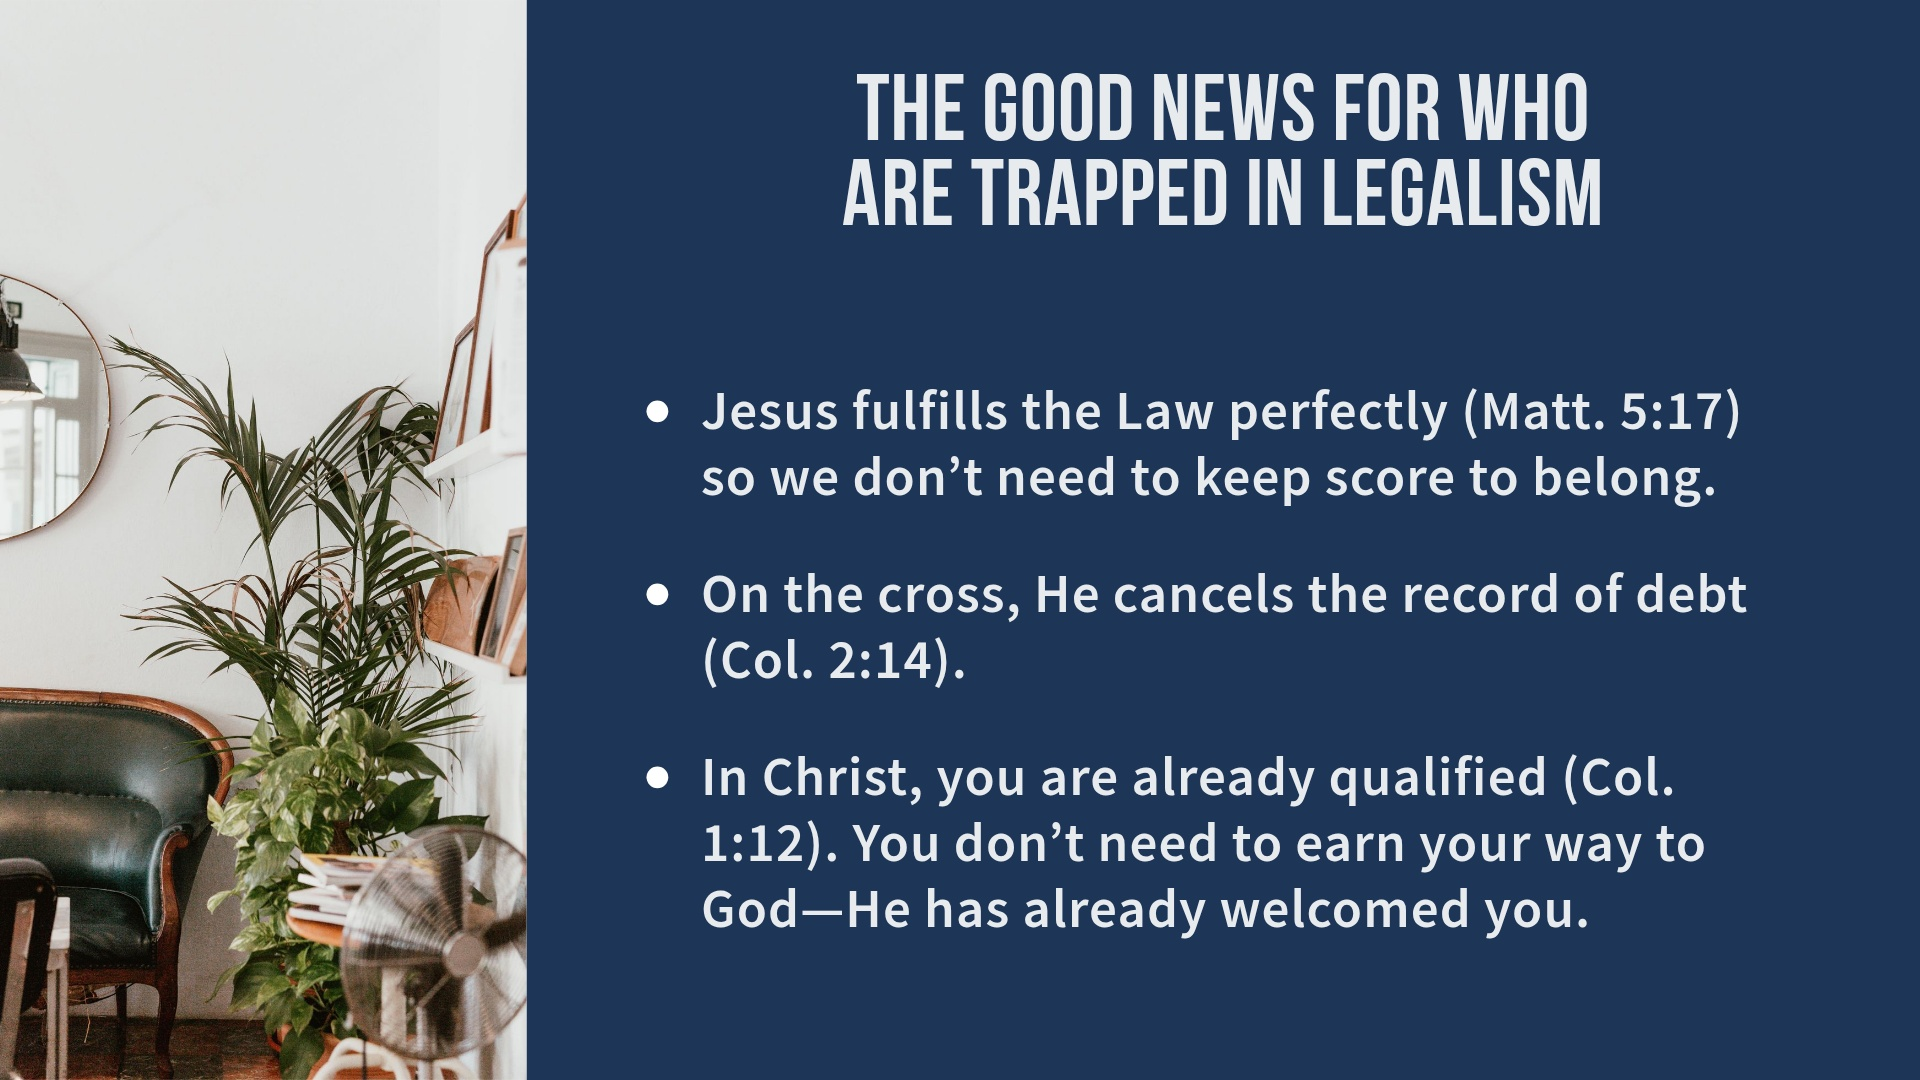 THE GOOD NEWS FOR WHO
ARE TRAPPED IN LEGALISM
• Jesus fulfills the Law perfectly (Matt. 5:17)
so we don’t need to keep score to belong.
• On the cross, He cancels the record of debt
(Col. 2:14).
• In Christ, you are already qualified (Col.
1:12). You don’t need to earn your way to
God—He has already welcomed you.